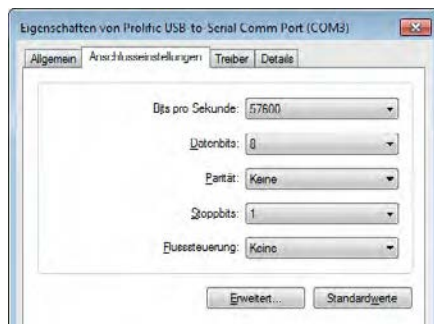 Eigenschaften von Prolific USB-to-Serial Comm Port (COM3)
Allgemein Anschlusseinstellungen Treiber Details
Bits pro Sekunde: 57600
Datenbits: 8
Parität: Keine
Stoppbits: 1
Flusssteuerung: Keine
Erweitert... Standardwerte